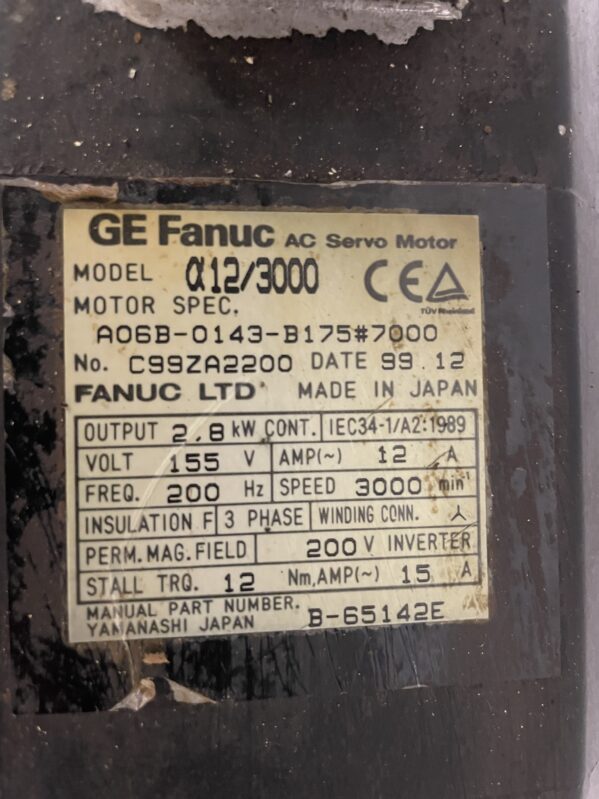 GE Fanuc AC Servo Motor
MODEL α12/3000 CE
TÜV Rheinland
MOTOR SPEC.
A06B-0143-B175#7000
No. C99ZA2200 DATE 99.12
FANUC LTD MADE IN JAPAN
OUTPUT 2.8 kW CONT. IEC34-1/A2:1989
VOLT 155 V AMP(~) 12 A
FREQ. 200 Hz SPEED 3000 min⁻¹
INSULATION F 3 PHASE WINDING CONN. ⅄
PERM.MAG.FIELD 200 V INVERTER
STALL TRQ. 12 Nm,AMP(~) 15 A
MANUAL PART NUMBER.
YAMANASHI JAPAN B-65142E